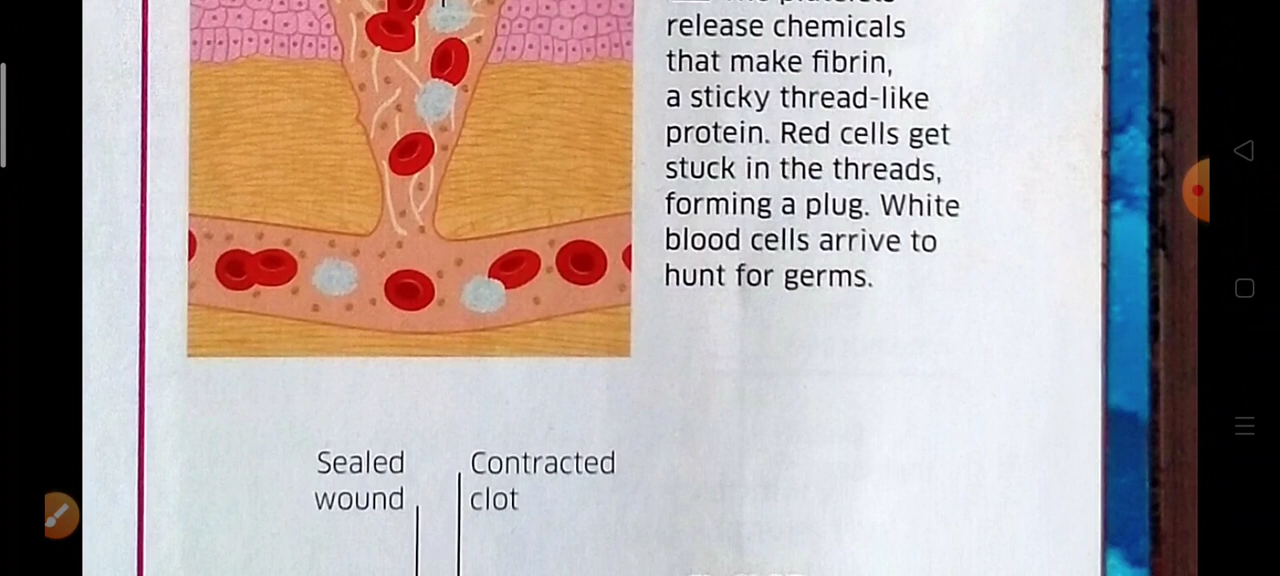 release chemicals
that make fibrin,
a sticky thread-like
protein. Red cells get
stuck in the threads,
forming a plug. White
blood cells arrive to
hunt for germs.
Sealed
wound
Contracted
clot